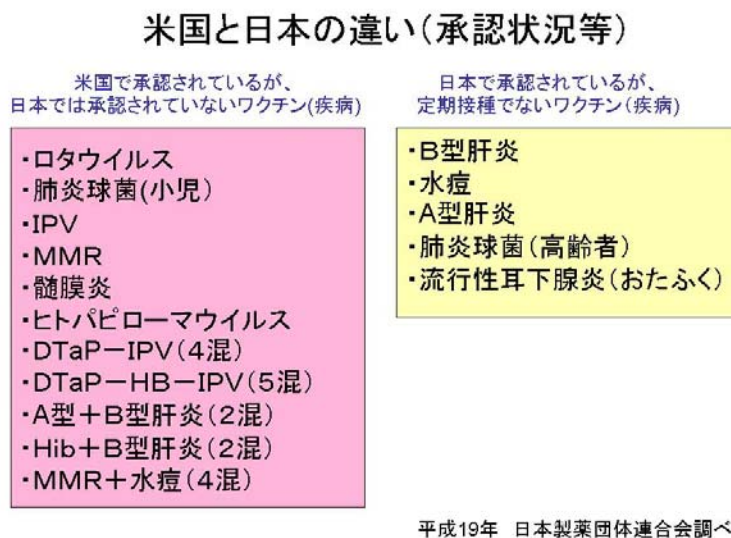 米国と日本の違い(承認状況等)
米国で承認されているが、
日本では承認されていないワクチン(疾病)
・ロタウイルス
・肺炎球菌(小児)
・IPV
・MMR
・髄膜炎
・ヒトパピローマウイルス
・DTaP-IPV(4混)
・DTaP-HB-IPV(5混)
・A型+B型肝炎(2混)
・Hib+B型肝炎(2混)
・MMR+水痘(4混)
日本で承認されているが、
定期接種でないワクチン(疾病)
・B型肝炎
・水痘
・A型肝炎
・肺炎球菌(高齢者)
・流行性耳下腺炎(おたふく)
平成19年 日本製薬団体連合会調べ